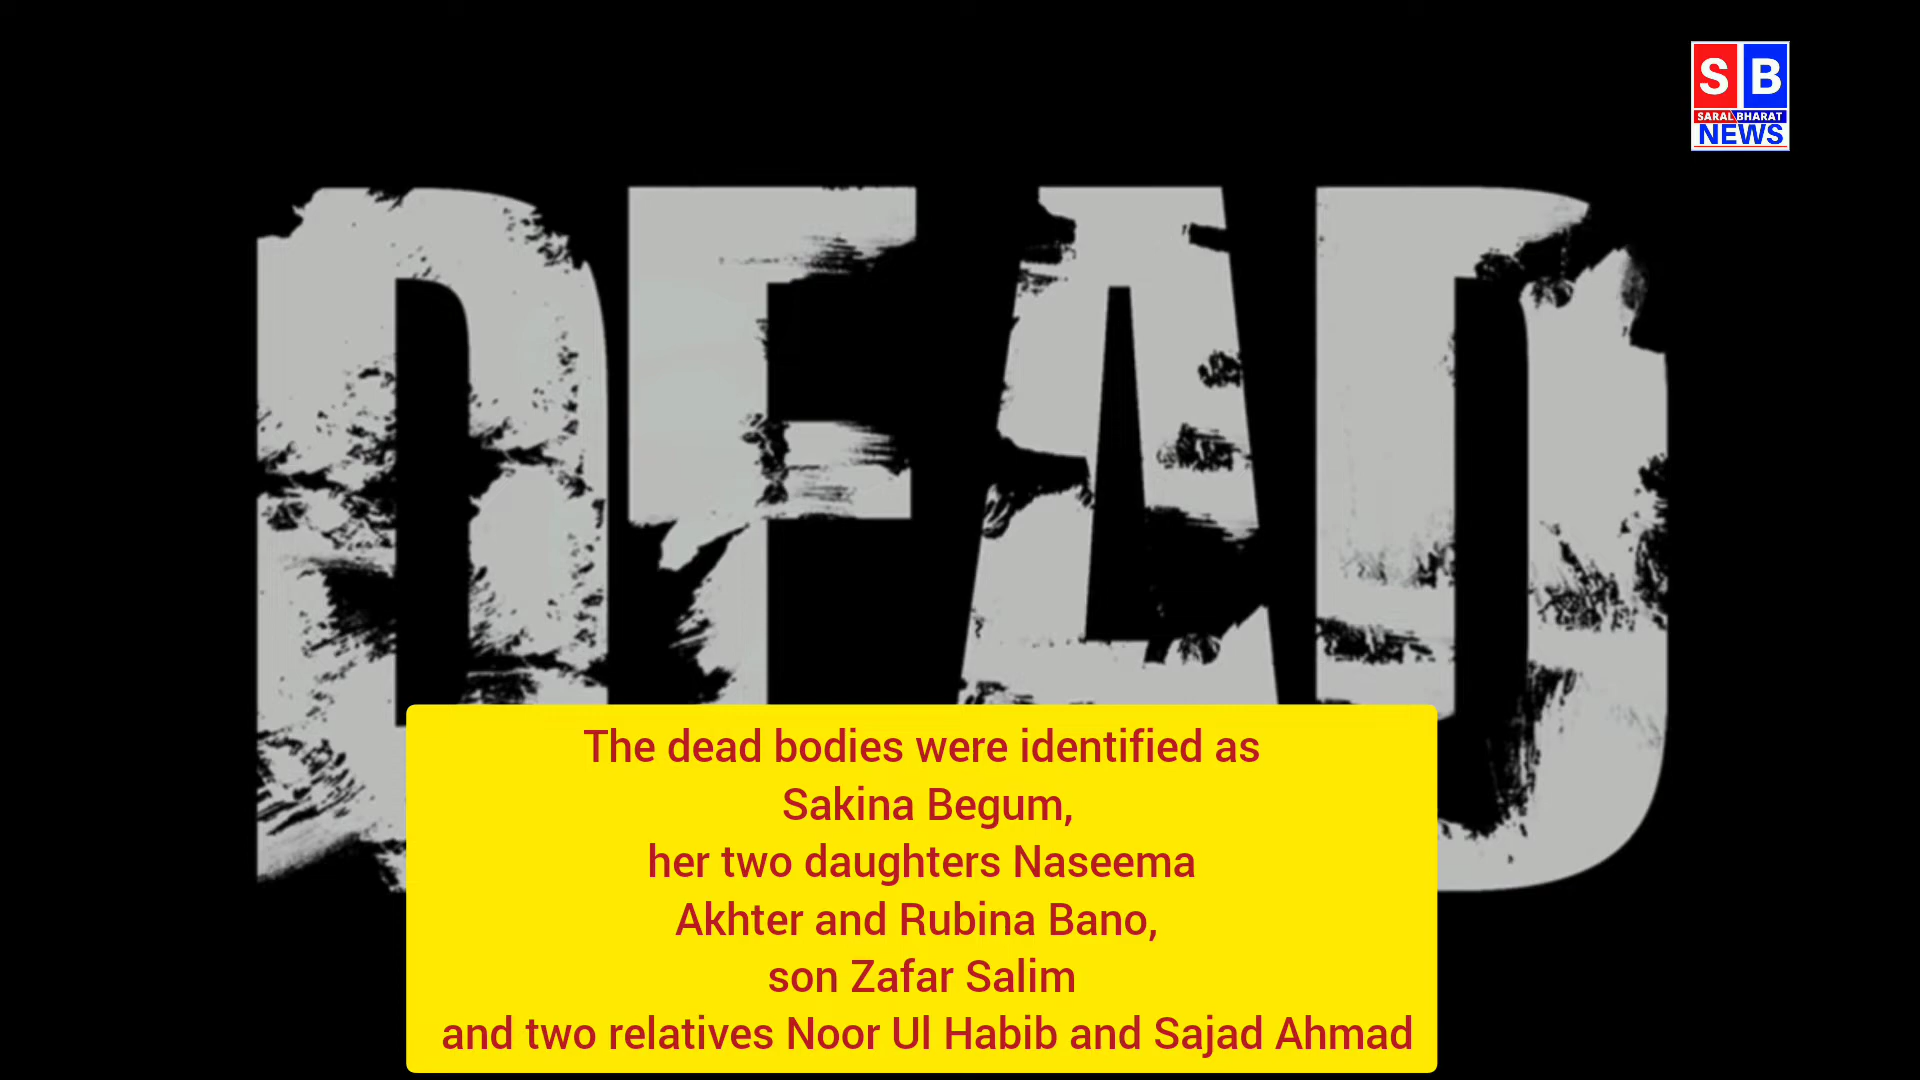 S B
SARAL BHARAT
NEWS
DEAD
The dead bodies were identified as
Sakina Begum,
her two daughters Naseema
Akhter and Rubina Bano,
son Zafar Salim
and two relatives Noor Ul Habib and Sajad Ahmad